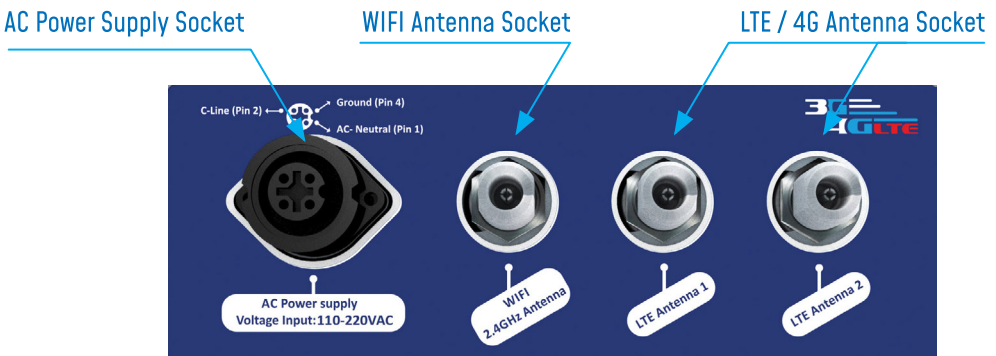 AC Power Supply Socket
WIFI Antenna Socket
LTE / 4G Antenna Socket
C-Line (Pin 2)
Ground (Pin 4)
AC- Neutral (Pin 1)
3G
4G LTE
AC Power supply
Voltage Input:110-220VAC
WIFI
2.4GHz Antenna
LTE Antenna 1
LTE Antenna 2